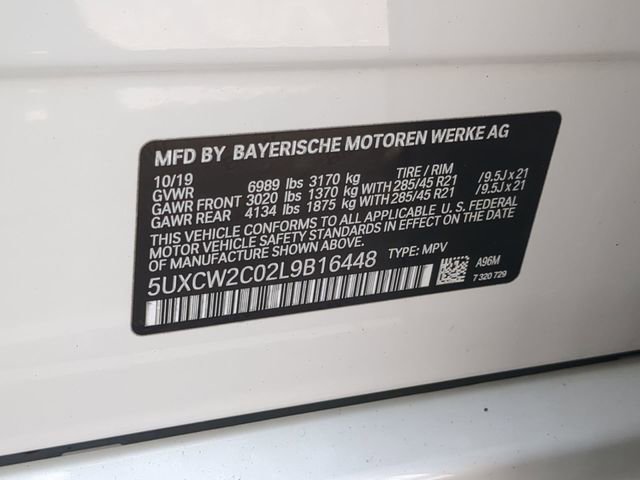 MFD BY BAYERISCHE MOTOREN WERKE AG
10/19 TIRE / RIM
GVWR 6989 lbs 3170 kg
GAWR FRONT 3020 lbs 1370 kg WITH 285/45 R21 /9.5J x 21
GAWR REAR 4134 lbs 1875 kg WITH 285/45 R21 /9.5J x 21
THIS VEHICLE CONFORMS TO ALL APPLICABLE U. S. FEDERAL
MOTOR VEHICLE SAFETY STANDARDS IN EFFECT ON THE DATE
OF MANUFACTURE SHOWN ABOVE.
5UXCW2C02L9B16448 TYPE: MPV
A96M
7 320 729